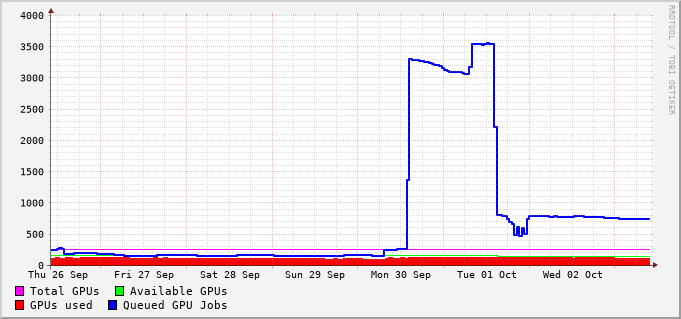 4000
3500
3000
2500
2000
1500
1000
500
0
Thu 26 Sep Fri 27 Sep Sat 28 Sep Sun 29 Sep Mon 30 Sep Tue 01 Oct Wed 02 Oct
Total GPUs Available GPUs
GPUs used Queued GPU Jobs
RRDTOOL / TOBI OETIKER